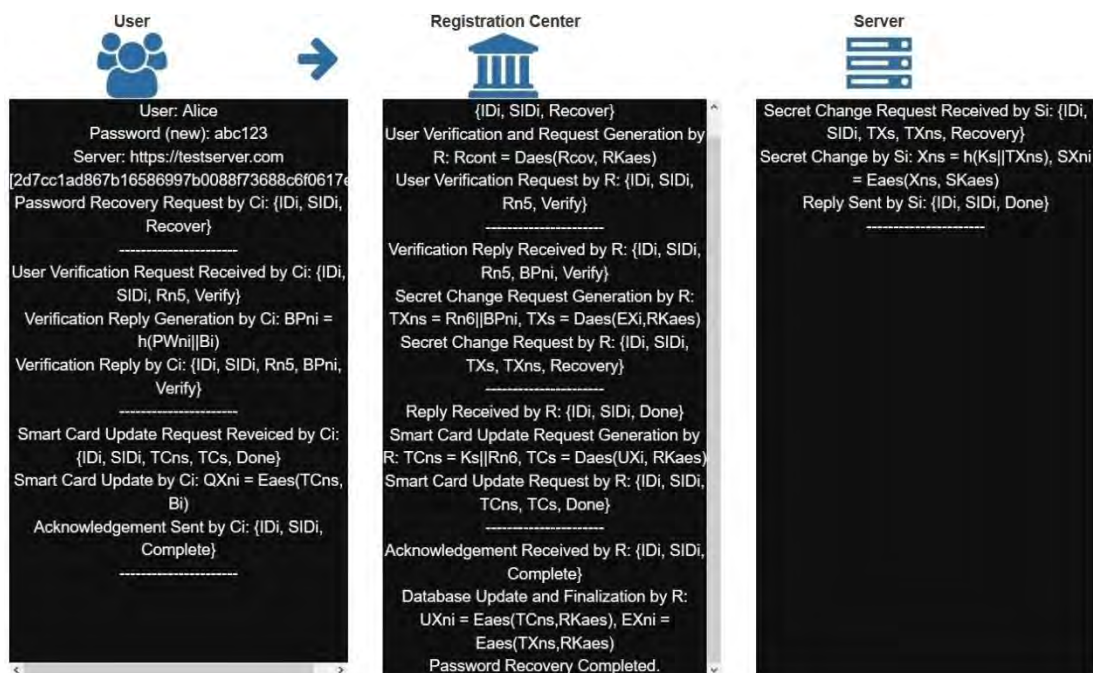 User
Registration Center
Server
User: Alice
Password (new): abc123
Server: https://testserver.com
[2d7cc1ad867b16586997b0088f73688c6f0617e
Password Recovery Request by Ci: {IDi, SIDi,
Recover}
----------------------
User Verification Request Received by Ci: {IDi,
SIDi, Rn5, Verify}
Verification Reply Generation by Ci: BPni =
h(PWni||Bi)
Verification Reply by Ci: {IDi, SIDi, Rn5, BPni,
Verify}
----------------------
Smart Card Update Request Reveiced by Ci:
{IDi, SIDi, TCns, TCs, Done}
Smart Card Update by Ci: QXni = Eaes(TCns,
Bi)
Acknowledgement Sent by Ci: {IDi, SIDi,
Complete}
----------------------
{IDi, SIDi, Recover}
User Verification and Request Generation by
R: Rcont = Daes(Rcov, RKaes)
User Verification Request by R: {IDi, SIDi,
Rn5, Verify}
----------------------
Verification Reply Received by R: {IDi, SIDi,
Rn5, BPni, Verify}
Secret Change Request Generation by R:
TXns = Rn6||BPni, TXs = Daes(EXi,RKaes)
Secret Change Request by R: {IDi, SIDi,
TXs, TXns, Recovery}
----------------------
Reply Received by R: {IDi, SIDi, Done}
Smart Card Update Request Generation by
R: TCns = Ks||Rn6, TCs = Daes(UXi, RKaes)
Smart Card Update Request by R: {IDi, SIDi,
TCns, TCs, Done}
----------------------
Acknowledgement Received by R: {IDi, SIDi,
Complete}
Database Update and Finalization by R:
UXni = Eaes(TCns,RKaes), EXni =
Eaes(TXns,RKaes)
Password Recovery Completed.
Secret Change Request Received by Si: {IDi,
SIDi, TXs, TXns, Recovery}
Secret Change by Si: Xns = h(Ks||TXns), SXni
= Eaes(Xns, SKaes)
Reply Sent by Si: {IDi, SIDi, Done}
----------------------